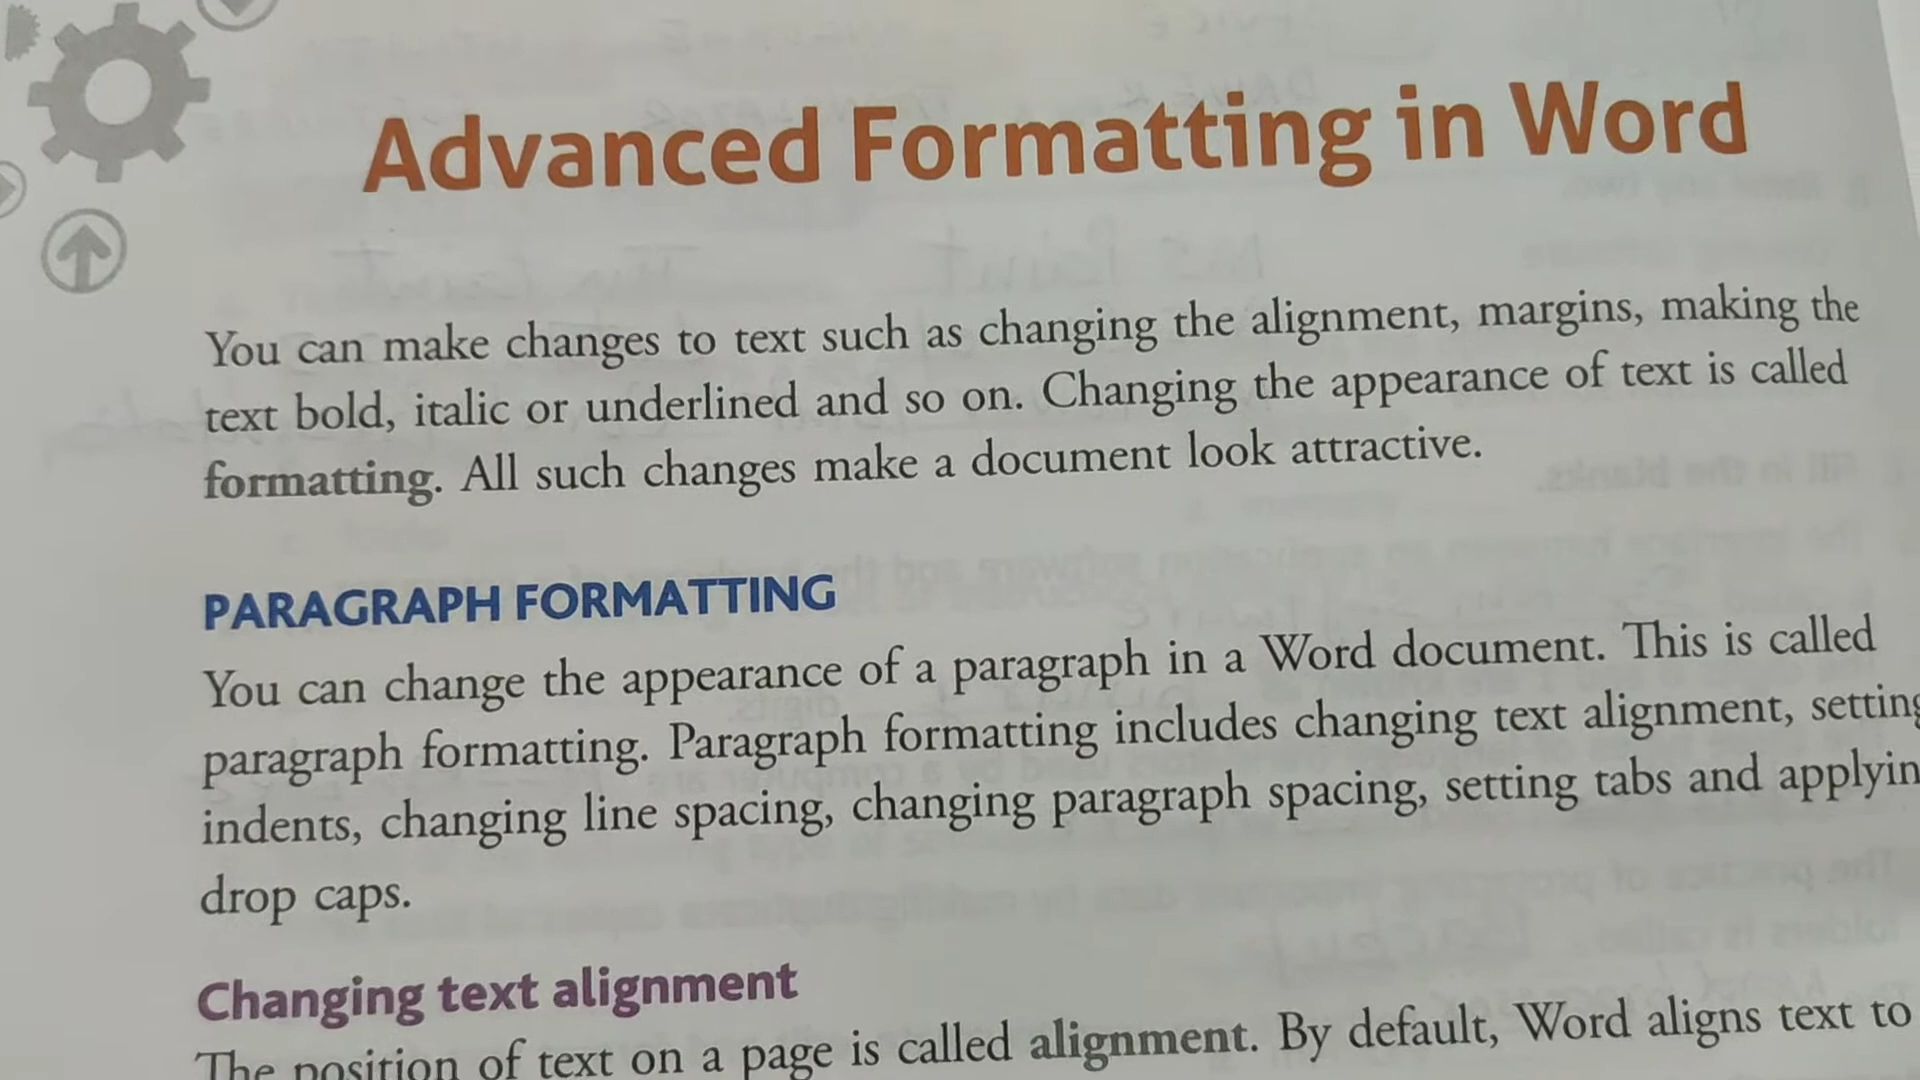 Advanced Formatting in Word
You can make changes to text such as changing the alignment, margins, making the
text bold, italic or underlined and so on. Changing the appearance of text is called
formatting. All such changes make a document look attractive.
PARAGRAPH FORMATTING
You can change the appearance of a paragraph in a Word document. This is called
paragraph formatting. Paragraph formatting includes changing text alignment, setting
indents, changing line spacing, changing paragraph spacing, setting tabs and applyin
drop caps.
Changing text alignment
The position of text on a page is called alignment. By default, Word aligns text to